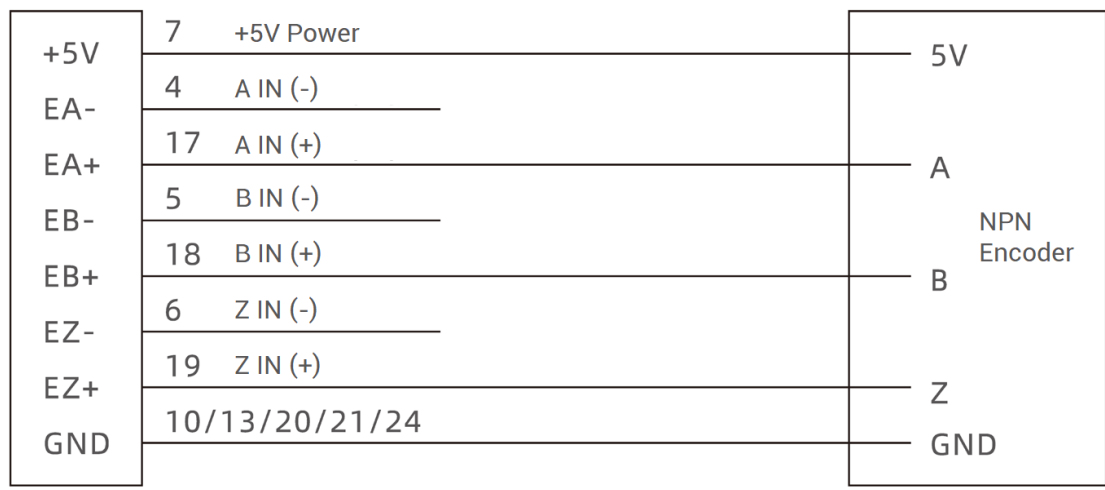 +5V 7 +5V Power 5V
EA- 4 A IN (-)
EA+ 17 A IN (+) A
EB- 5 B IN (-)
NPN
Encoder
EB+ 18 B IN (+) B
EZ- 6 Z IN (-)
EZ+ 19 Z IN (+) Z
GND 10/13/20/21/24 GND